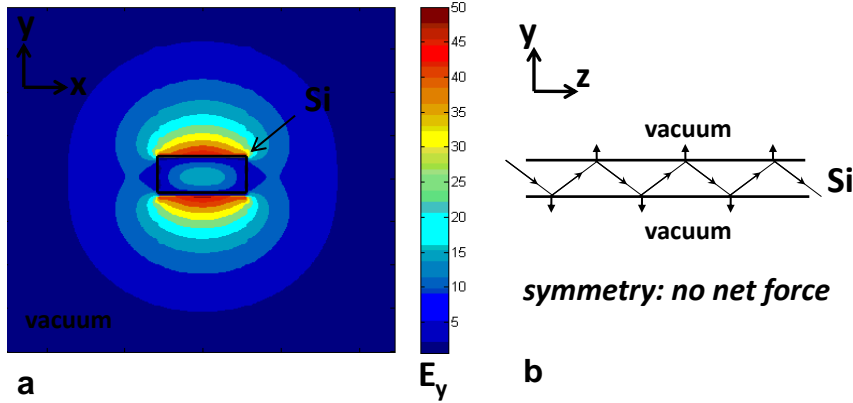 y
x
Si
vacuum
50
45
40
35
30
25
20
15
10
5
E_y
a
y
z
vacuum
Si
vacuum
symmetry: no net force
b